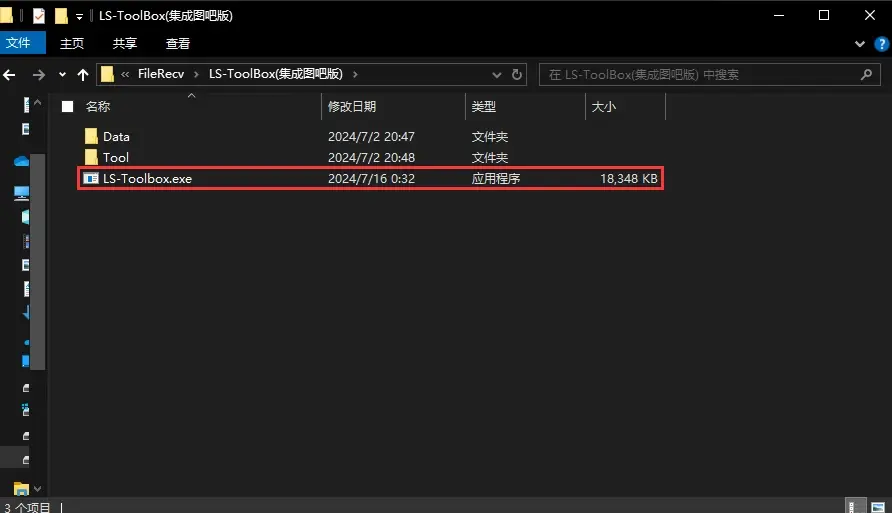 LS-ToolBox(集成图吧版)
文件 主页 共享 查看
« FileRecv › LS-ToolBox(集成图吧版) ›
在 LS-ToolBox(集成图吧版) 中搜索
名称 修改日期 类型 大小
Data 2024/7/2 20:47 文件夹
Tool 2024/7/2 20:48 文件夹
LS-Toolbox.exe 2024/7/16 0:32 应用程序 18,348 KB
3 个项目